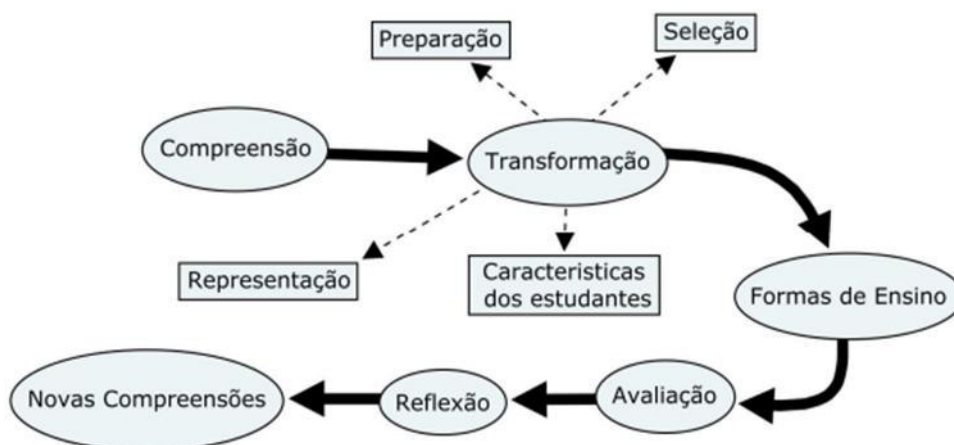 Preparação
Seleção
Compreensão
Transformação
Representação
Caracteristicas
dos estudantes
Formas de Ensino
Novas Compreensões
Reflexão
Avaliação